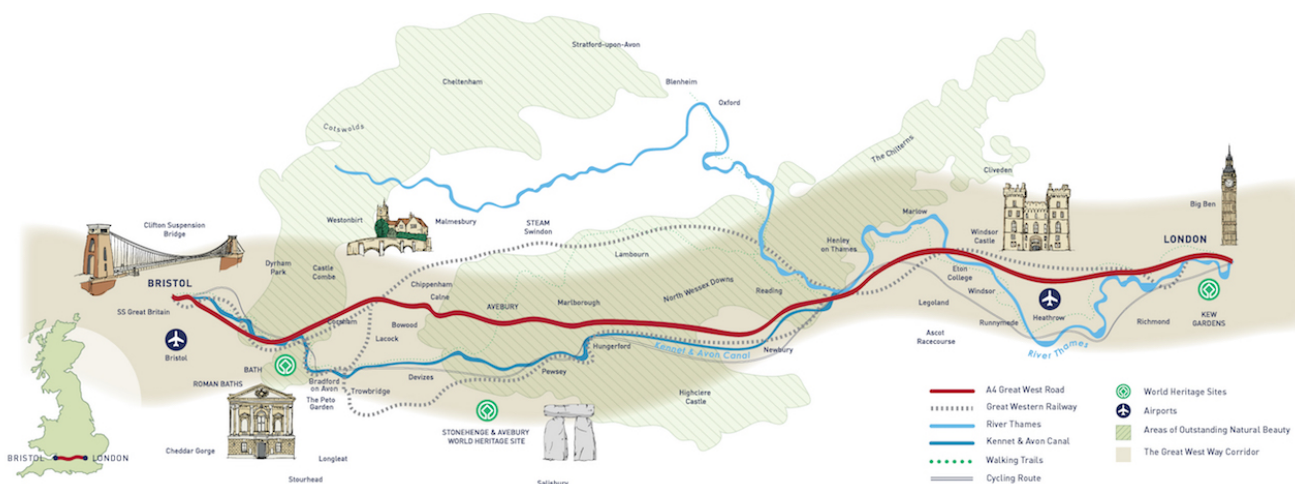 Stratford-upon-Avon
Cheltenham
Blenheim
Oxford
Cotswolds
The Chilterns
Cliveden
Big Ben
Westonbirt
Malmesbury
STEAM
Swindon
Marlow
Clifton Suspension
Bridge
Windsor
Castle
LONDON
Henley
on Thames
Dyrham
Park
Castle
Combe
Lambourn
Eton
College
BRISTOL
Chippenham
Calne
AVEBURY
Marlborough
North Wessex Downs
Reading
Windsor
Legoland
Heathrow
KEW
GARDENS
SS Great Britain
Bowood
Lacock
Runnymede
Richmond
Bristol
Ascot
Racecourse
River Thames
Hungerford
Kennet & Avon Canal
Newbury
BATH
Pewsey
Devizes
Bradford
on Avon
Trowbridge
ROMAN BATHS
The Peto
Garden
Highclere
Castle
STONEHENGE & AVEBURY
WORLD HERITAGE SITE
Cheddar Gorge
Longleat
Stourhead
Salisbury
BRISTOL
LONDON
A4 Great West Road
Great Western Railway
River Thames
Kennet & Avon Canal
Walking Trails
Cycling Route
World Heritage Sites
Airports
Areas of Outstanding Natural Beauty
The Great West Way Corridor